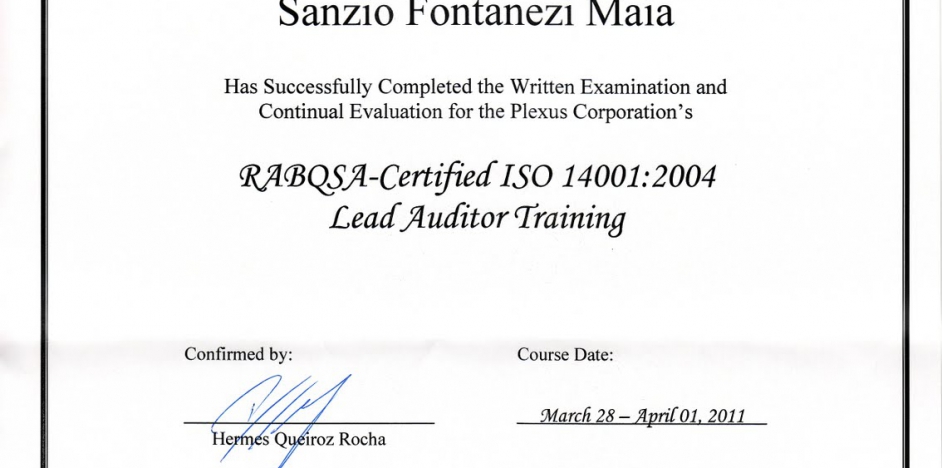 Sanzio Fontanezi Maia
Has Successfully Completed the Written Examination and
Continual Evaluation for the Plexus Corporation's
RABQSA-Certified ISO 14001:2004
Lead Auditor Training
Confirmed by:
Course Date:
March 28 – April 01, 2011
Hermes Queiroz Rocha